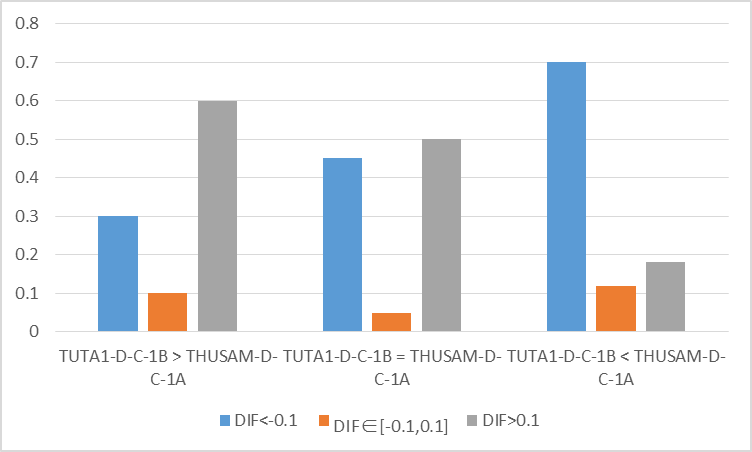 0.8
0.7
0.6
0.5
0.4
0.3
0.2
0.1
0
TUTA1-D-C-1B > THUSAM-D-
C-1A
TUTA1-D-C-1B = THUSAM-D-
C-1A
TUTA1-D-C-1B < THUSAM-D-
C-1A
DIF<-0.1
DIF∈[-0.1,0.1]
DIF>0.1